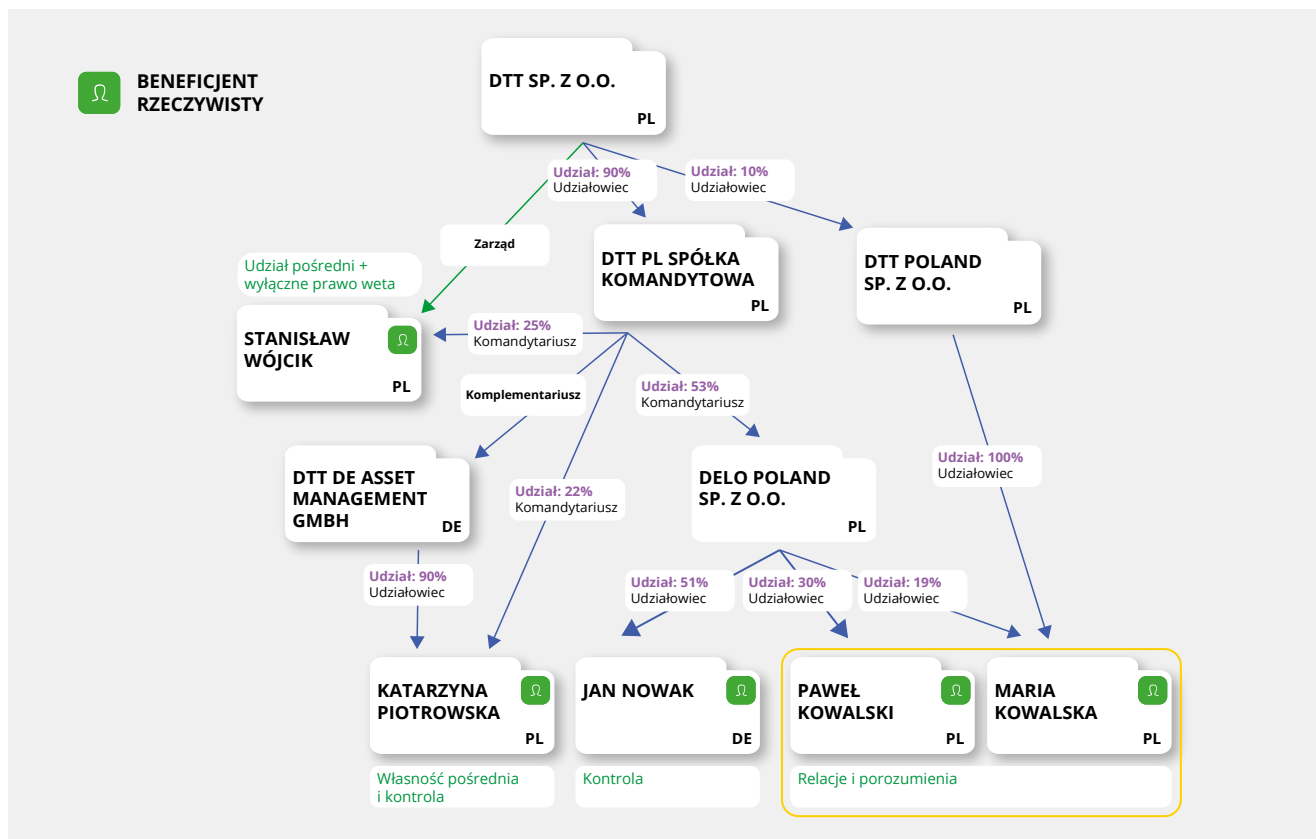 BENEFICJENT
RZECZYWISTY
DTT SP. Z O.O.
PL
Udział: 90%
Udziałowiec
Udział: 10%
Udziałowiec
Zarząd
DTT PL SPÓŁKA
KOMANDYTOWA
PL
DTT POLAND
SP. Z O.O.
PL
Udział pośredni +
wyłączne prawo weta
STANISŁAW
WÓJCIK
PL
Udział: 25%
Komandytariusz
Komplementariusz
Udział: 53%
Komandytariusz
DTT DE ASSET
MANAGEMENT
GMBH
DE
Udział: 22%
Komandytariusz
DELO POLAND
SP. Z O.O.
PL
Udział: 100%
Udziałowiec
Udział: 90%
Udziałowiec
Udział: 51%
Udziałowiec
Udział: 30%
Udziałowiec
Udział: 19%
Udziałowiec
KATARZYNA
PIOTROWSKA
PL
JAN NOWAK
DE
PAWEŁ
KOWALSKI
PL
MARIA
KOWALSKA
PL
Własność pośrednia
i kontrola
Kontrola
Relacje i porozumienia